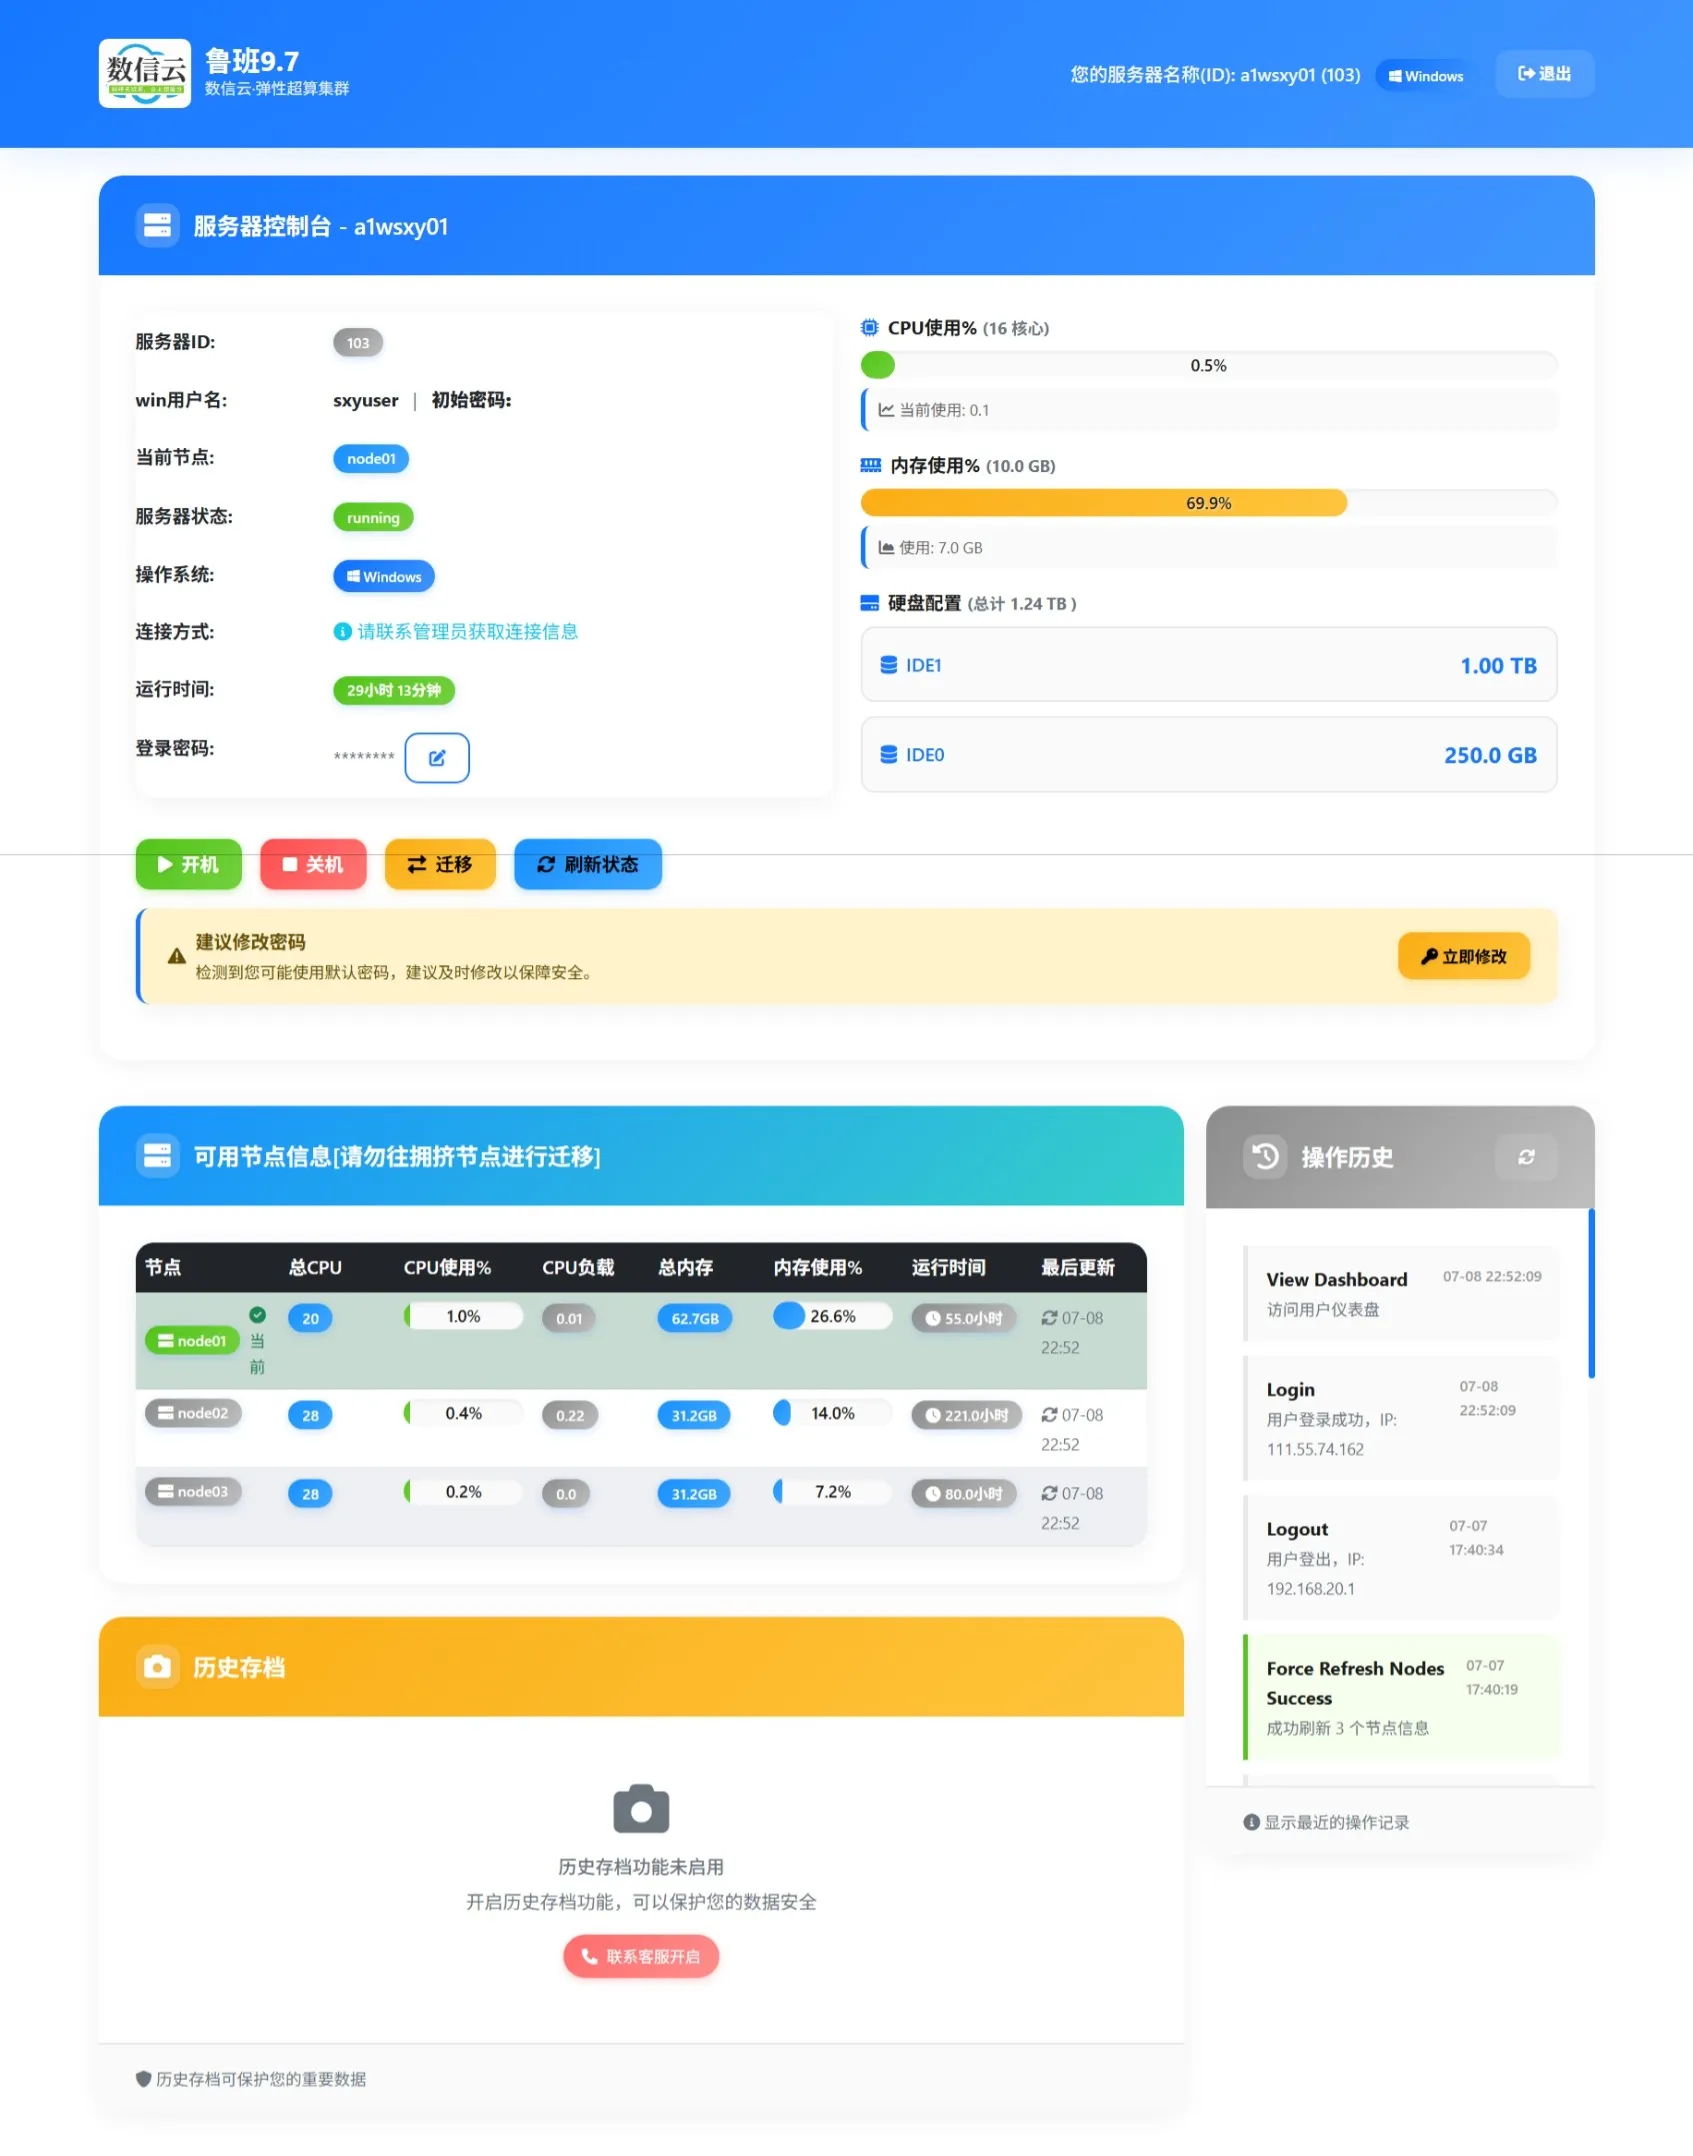 数信云
鲁班9.7
数信云·弹性超算集群
您的服务器名称(ID): a1wsxy01 (103)
Windows
退出
服务器控制台 - a1wsxy01
服务器ID:
103
win用户名:
sxyuser | 初始密码:
当前节点:
node01
服务器状态:
running
操作系统:
Windows
连接方式:
请联系管理员获取连接信息
运行时间:
29小时 13分钟
登录密码:
********
CPU使用% (16 核心)
0.5%
当前使用: 0.1
内存使用% (10.0 GB)
69.9%
使用: 7.0 GB
硬盘配置 (总计 1.24 TB )
IDE1 1.00 TB
IDE0 250.0 GB
开机 关机 迁移 刷新状态
建议修改密码
检测到您可能使用默认密码，建议及时修改以保障安全。
立即修改
可用节点信息[请勿往拥挤节点进行迁移]
节点 总CPU CPU使用% CPU负载 总内存 内存使用% 运行时间 最后更新
node01 当前 20 1.0% 0.01 62.7GB 26.6% 55.0小时 07-08 22:52
node02 28 0.4% 0.22 31.2GB 14.0% 221.0小时 07-08 22:52
node03 28 0.2% 0.0 31.2GB 7.2% 80.0小时 07-08 22:52
历史存档
历史存档功能未启用
开启历史存档功能，可以保护您的数据安全
联系客服开启
历史存档可保护您的重要数据
操作历史
View Dashboard 07-08 22:52:09
访问用户仪表盘
Login 07-08 22:52:09
用户登录成功，IP:
111.55.74.162
Logout 07-07 17:40:34
用户登出，IP:
192.168.20.1
Force Refresh Nodes Success 07-07 17:40:19
成功刷新 3 个节点信息
显示最近的操作记录